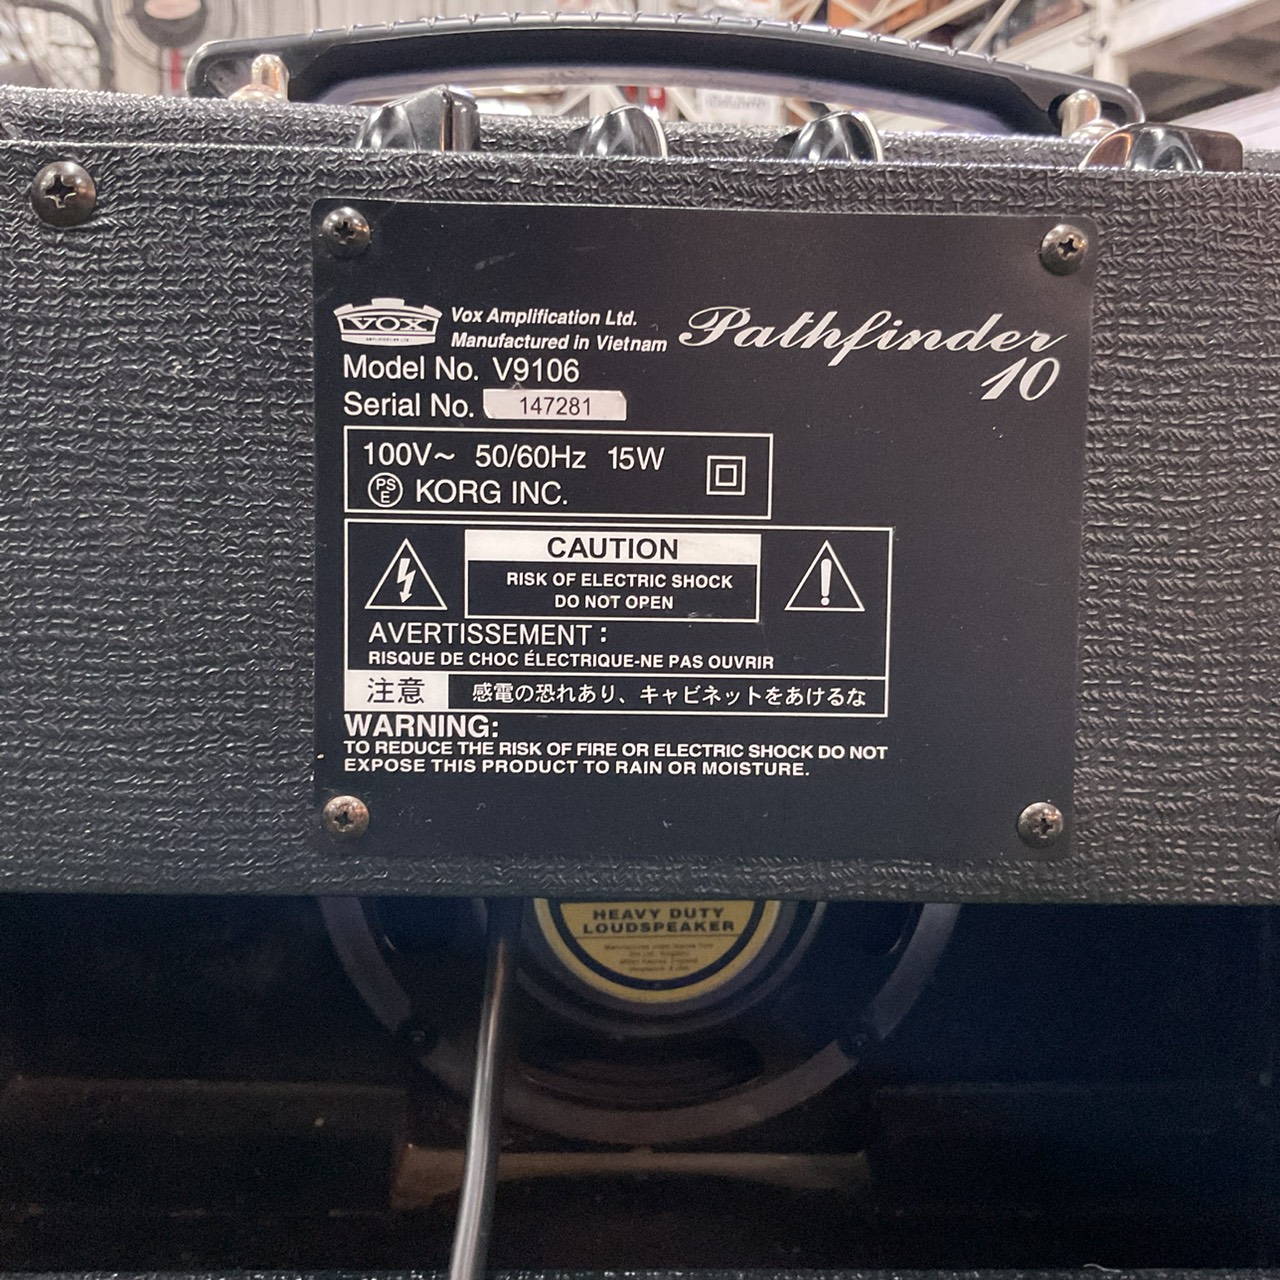 VOX
Vox Amplification Ltd.
Manufactured in Vietnam
Pathfinder
10
Model No. V9106
Serial No. 147281
100V~ 50/60Hz 15W
PS
E
KORG INC.
CAUTION
RISK OF ELECTRIC SHOCK
DO NOT OPEN
AVERTISSEMENT :
RISQUE DE CHOC ÉLECTRIQUE-NE PAS OUVRIR
注意 感電の恐れあり、キャビネットをあけるな
WARNING:
TO REDUCE THE RISK OF FIRE OR ELECTRIC SHOCK DO NOT
EXPOSE THIS PRODUCT TO RAIN OR MOISTURE.
HEAVY DUTY
LOUDSPEAKER